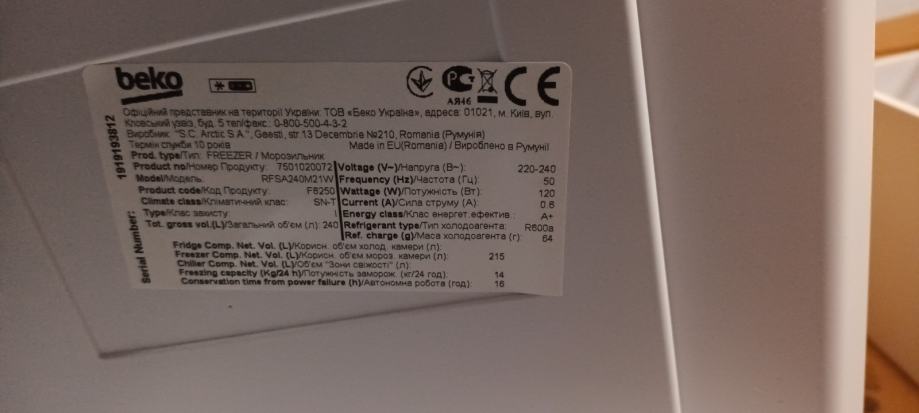 beko
АЯ46
CE
Офіційний представник на території України: ТОВ «Беко Україна», адреса: 01021, м. Київ, вул.
Кловський узвіз, буд. 5 тел/факс.: 0-800-500-4-3-2
Виробник: "S.C. Arctic S.A.", Gaesti, str.13 Decembrie №210, Romania (Румунія)
Термін служби 10 років
Made in EU(Romania) / Вироблено в Румунії
Prod. type/Тип: FREEZER / Морозильник
Product no/Номер Продукту: 7501020072
Model/Модель: RFSA240M21W
Product code/Код Продукту: F6250
Climate class/Кліматичний клас: SN-T
Type/Клас захисту: I
Tot. gross vol.(L)/Загальний об'єм (л): 240
Voltage (V~)/Напруга (В~): 220-240
Frequency (Hz)/Частота (Гц): 50
Wattage (W)/Потужність (Вт): 120
Current (A)/Сила струму (А): 0.6
Energy class/Клас енергет.ефектив.: A+
Refrigerant type/Тип холодоагента: R600a
Ref. charge (g)/Маса холодоагента (г): 64
Fridge Comp. Net. Vol. (L)/Корисн. об'єм холод. камери (л):
Freezer Comp. Net. Vol. (L)/Корисн. об'єм мороз. камери (л): 215
Chiller Comp. Net. Vol. (L)/Об'єм "Зони свіжості" (л):
Freezing capacity (Kg/24 h)/Потужність заморож. (кг/24 год): 14
Conservation time from power failure (h)/Автономна робота (год): 16
Serial Number: 1919193812